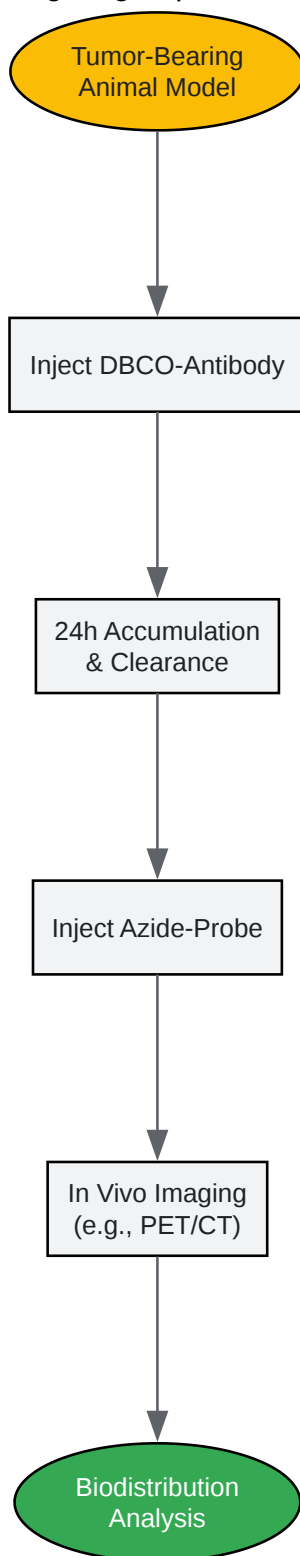 Tumor-Bearing
Animal Model
Inject DBCO-Antibody
24h Accumulation
& Clearance
Inject Azide-Probe
In Vivo Imaging
(e.g., PET/CT)
Biodistribution
Analysis